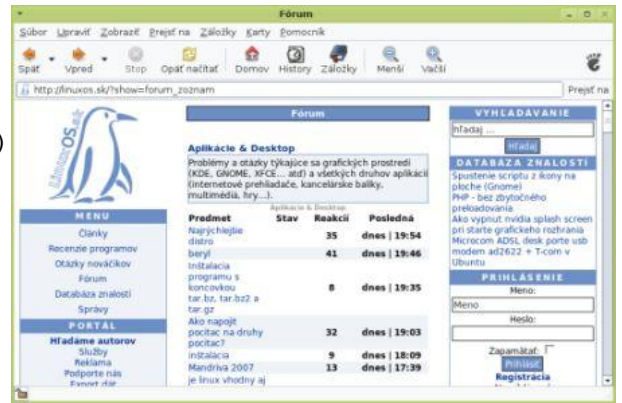 Fórum
Súbor Upraviť Zobraziť Prejsť na Záložky Karty Pomocník
Späť Vpred Stop Opäť načítať Domov History Záložky Menší Väčší
http://linuxos.sk/?show=forum_zoznam Prejsť na
)
LinuxOS.sk
MENU
Články
Recenzie programov
Otázky nováčikov
Fórum
Databáza znalostí
Správy
PORTÁL
Hľadáme autorov
Služby
Reklama
Podporte nás
Export dát
Fórum
Aplikácie & Desktop
Problémy a otázky týkajúce sa grafických prostredí
(KDE, GNOME, XFCE... atď) a všetkých druhov aplikácií
(internetové prehliadače, kancelárske balíky,
multimédiá, hry...).
Aplikácie & Desktop
Predmet Stav Reakcií Posledná
Najrýchlejšie
distro 35 dnes | 19:54
beryl 41 dnes | 19:46
Inštalácia
programu s
koncovkou 8 dnes | 19:35
tar.bz, tar.bz2 a
tar.gz
Ako napojit
pocitac na druhy 32 dnes | 19:03
pocitac?
inštalácia 9 dnes | 18:09
Mandriva 2007 13 dnes | 17:39
je linux vhodny aj
VYHĽADÁVANIE
hľadaj ...
Hľadaj
DATABÁZA ZNALOSTÍ
Spustenie scriptu z ikony na
ploche (Gnome)
PHP - bez zbytočného
preloadovania
Ako vypnut nvidia splash screen
pri starte grafickeho rozhrania
Microcom ADSL desk porte usb
modem ad2622 + T-com v
Ubuntu
PRIHLÁSENIE
Meno:
Meno
Heslo:
Zapamätať:
Prihlásiť
Registrácia